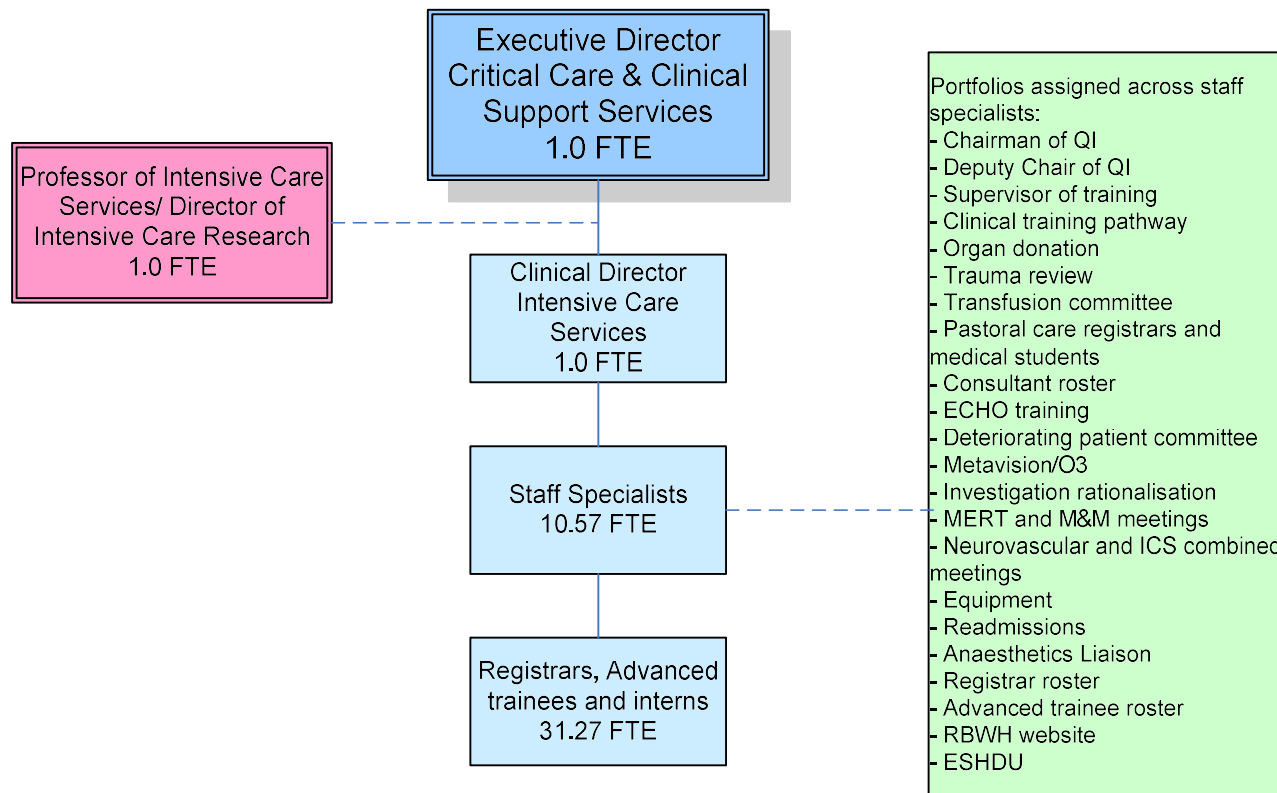 Executive Director
Critical Care & Clinical
Support Services
1.0 FTE
Professor of Intensive Care
Services/ Director of
Intensive Care Research
1.0 FTE
Clinical Director
Intensive Care
Services
1.0 FTE
Staff Specialists
10.57 FTE
Registrars, Advanced
trainees and interns
31.27 FTE
Portfolios assigned across staff
specialists:
- Chairman of QI
- Deputy Chair of QI
- Supervisor of training
- Clinical training pathway
- Organ donation
- Trauma review
- Transfusion committee
- Pastoral care registrars and
medical students
- Consultant roster
- ECHO training
- Deteriorating patient committee
- Metavision/O3
- Investigation rationalisation
- MERT and M&M meetings
- Neurovascular and ICS combined
meetings
- Equipment
- Readmissions
- Anaesthetics Liaison
- Registrar roster
- Advanced trainee roster
- RBWH website
- ESHDU